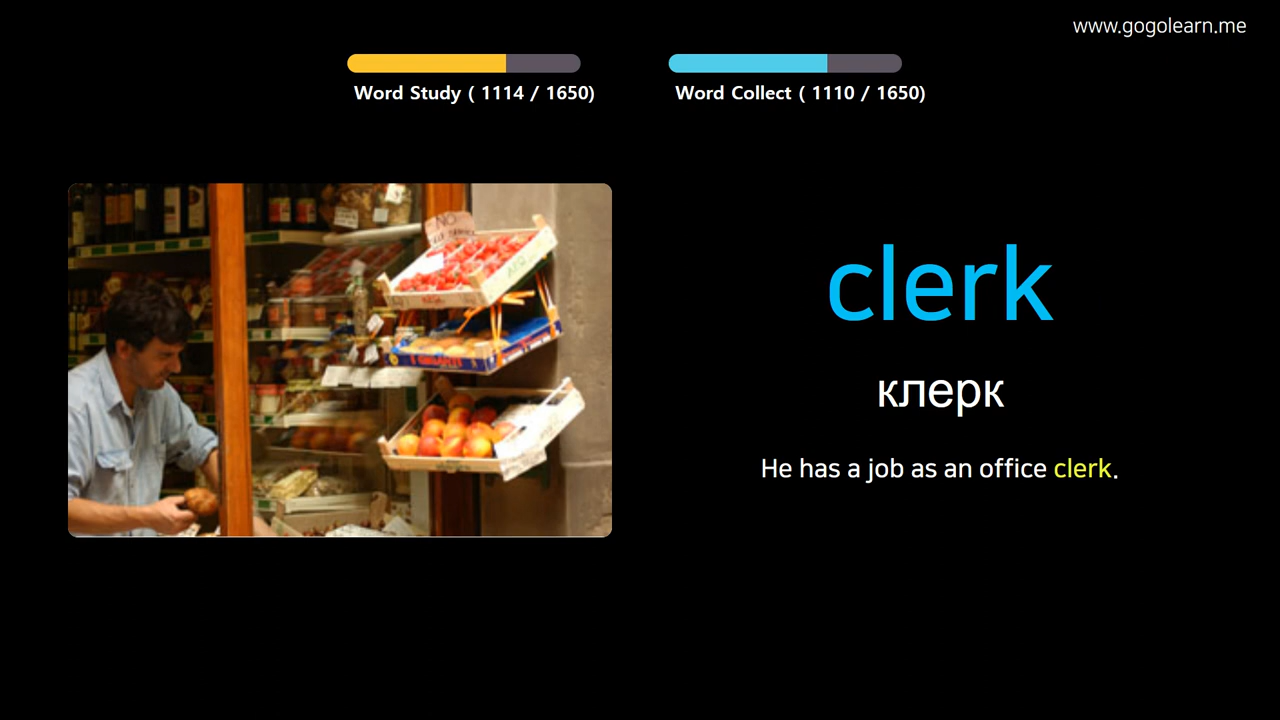 www.gogolearn.me
Word Study ( 1114 / 1650)
Word Collect ( 1110 / 1650)
NO
clerk
клерк
He has a job as an office clerk.